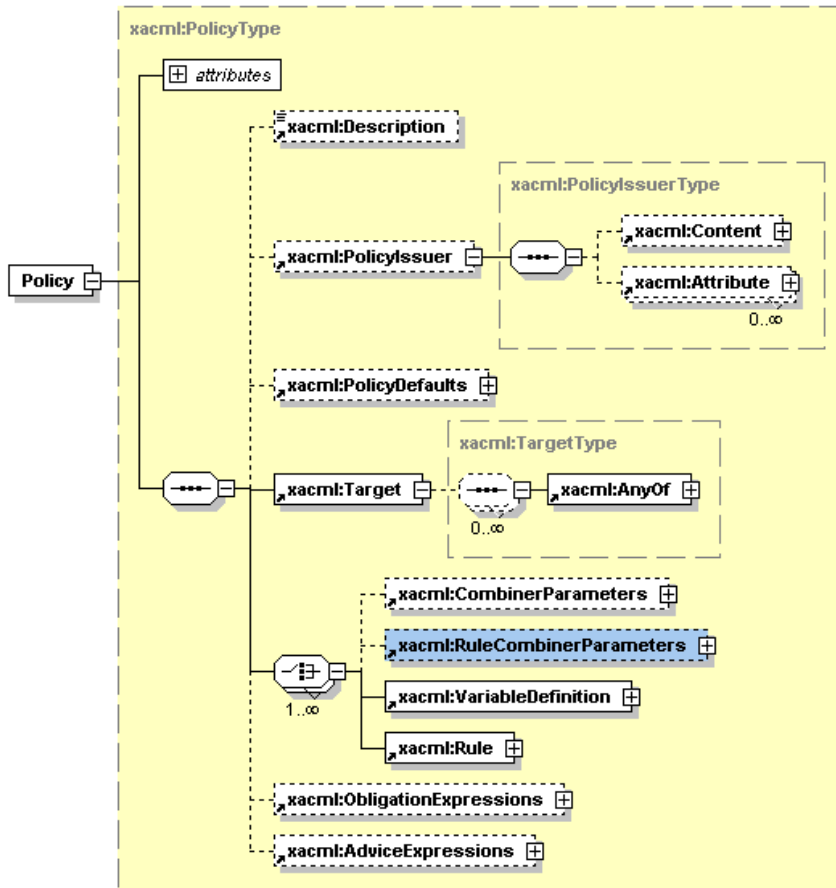 xacml:PolicyType
attributes
xacml:Description
xacml:PolicyIssuerType
xacml:Content
xacml:PolicyIssuer
xacml:Attribute
Policy
0..∞
xacml:PolicyDefaults
xacml:TargetType
xacml:Target
xacml:AnyOf
0..∞
xacml:CombinerParameters
xacml:RuleCombinerParameters
xacml:VariableDefinition
1..∞
xacml:Rule
xacml:ObligationExpressions
xacml:AdviceExpressions